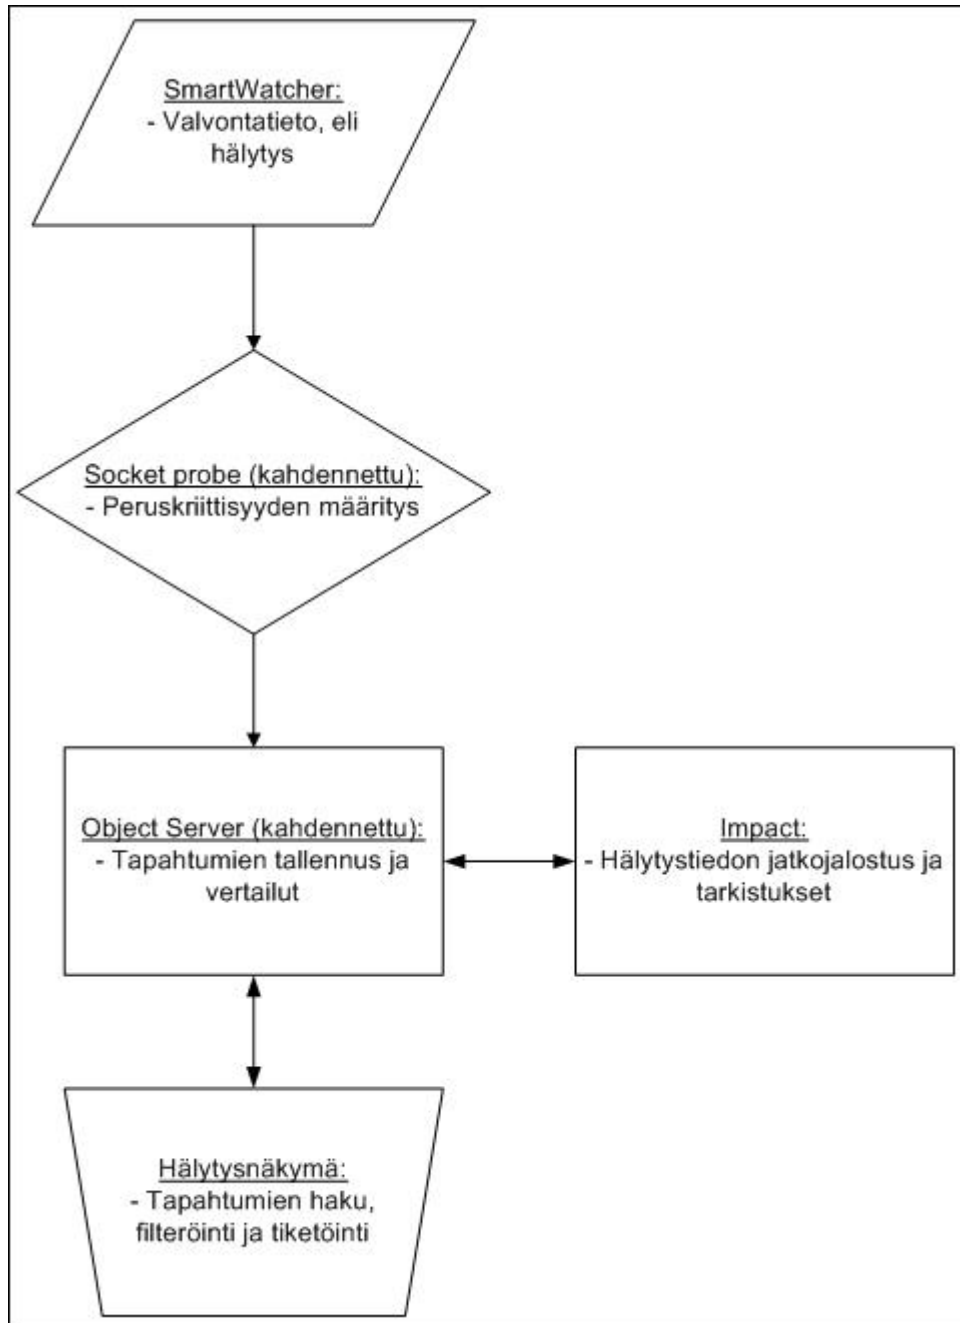 SmartWatcher:
- Valvontatieto, eli
hälytys
Socket probe (kahdennettu):
- Peruskriittisyyden määritys
Object Server (kahdennettu):
- Tapahtumien tallennus ja
vertailut
Impact:
- Hälytystiedon jatkojalostus ja
tarkistukset
Hälytysnäkymä:
- Tapahtumien haku,
filteröinti ja tiketöinti